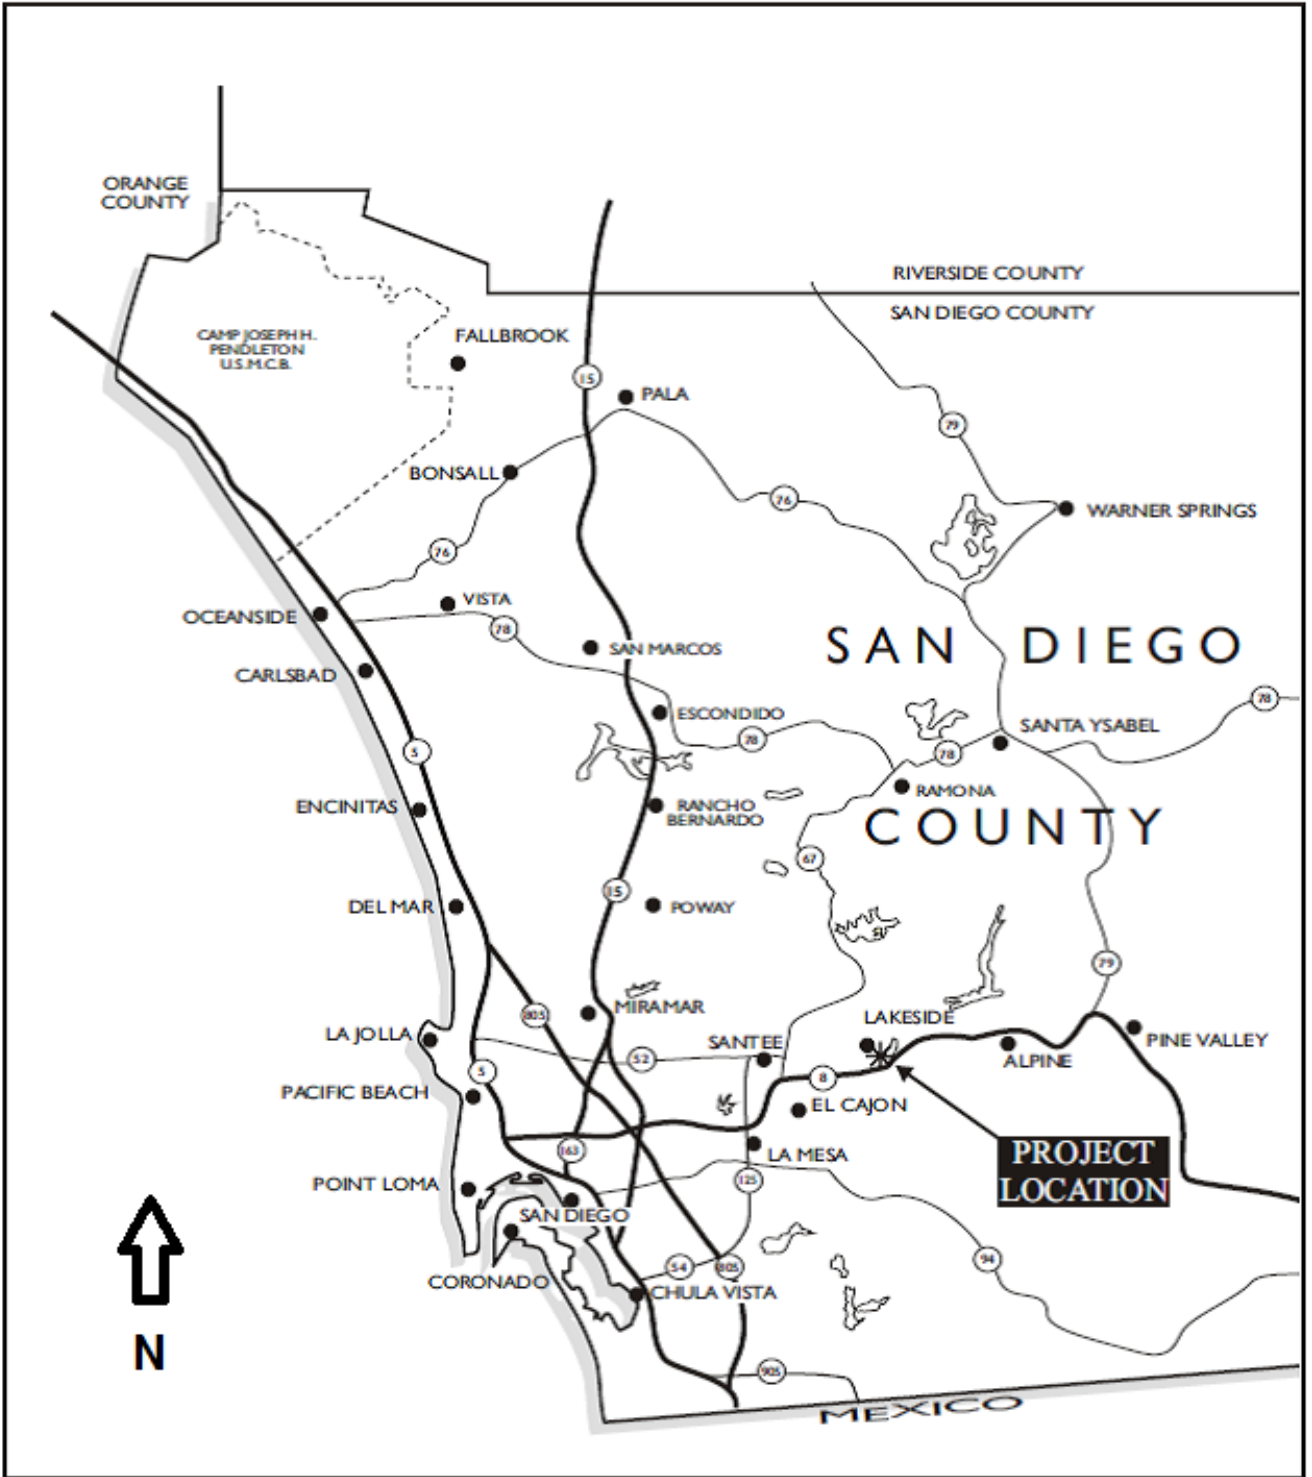 ORANGE
COUNTY
RIVERSIDE COUNTY
SAN DIEGO COUNTY
CAMP JOSEPH H.
PENDLETON
U.S.M.C.B.
FALLBROOK
15
PALA
79
BONSALL
76
WARNER SPRINGS
76
VISTA
OCEANSIDE
78
SAN MARCOS
SAN DIEGO
CARLSBAD
78
ESCONDIDO
SANTA YSABEL
78
5
78
RAMONA
ENCINITAS
RANCHO
BERNARDO
COUNTY
67
15
DEL MAR
POWAY
79
MIRAMAR
805
LAKESIDE
LA JOLLA
SANTEE
PINE VALLEY
52
ALPINE
5
8
PACIFIC BEACH
EL CAJON
163
LA MESA
PROJECT
LOCATION
125
POINT LOMA
SAN DIEGO
94
54
805
CORONADO
CHULA VISTA
N
905
MEXICO